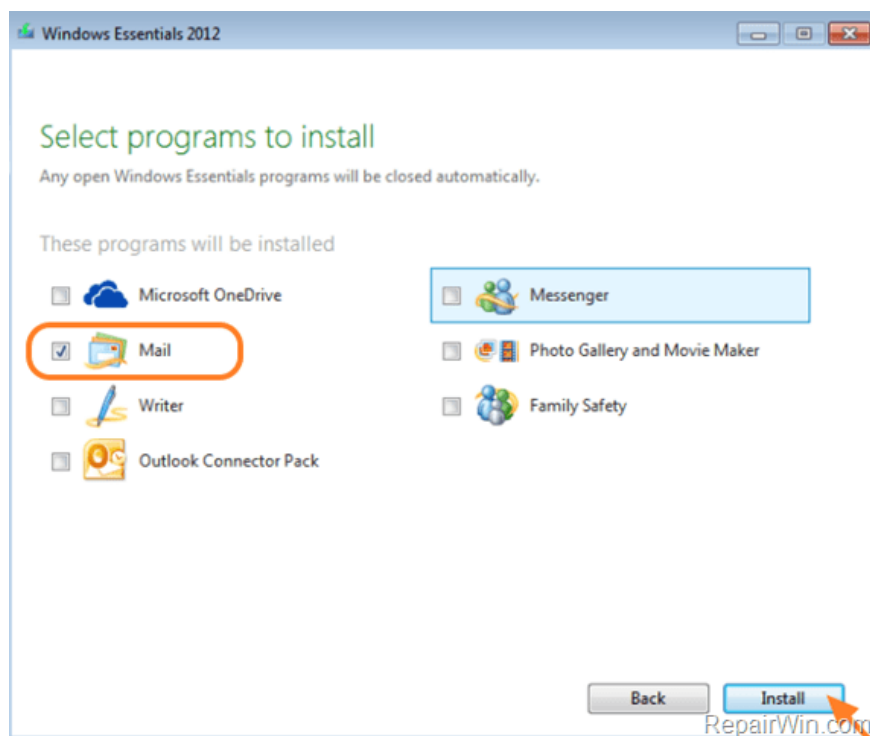 Windows Essentials 2012
Select programs to install
Any open Windows Essentials programs will be closed automatically.
These programs will be installed
Microsoft OneDrive
Messenger
Mail
Photo Gallery and Movie Maker
Writer
Family Safety
Outlook Connector Pack
Back
Install
RepairWin.com